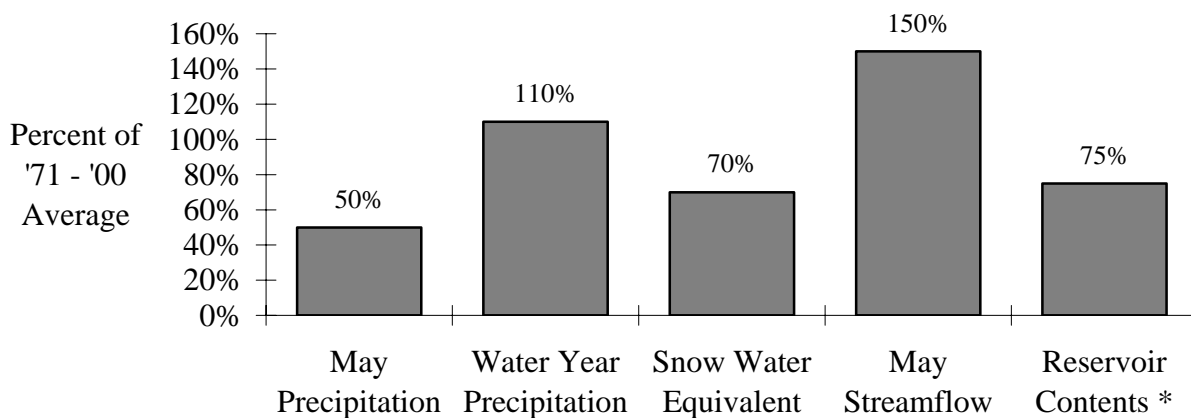 160%
140%
120%
100%
80%
60%
40%
20%
0%
Percent of
'71 - '00
Average
50%
110%
70%
150%
75%
May
Precipitation
Water Year
Precipitation
Snow Water
Equivalent
May
Streamflow
Reservoir
Contents *